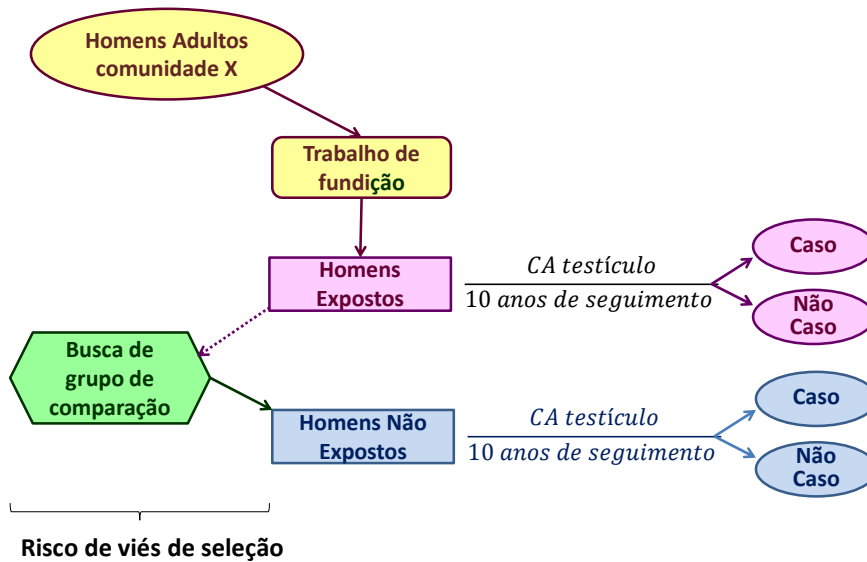 Homens Adultos
comunidade X
Trabalho de
fundição
Homens
Expostos
CA testículo
10 anos de seguimento
Caso
Não
Caso
Busca de
grupo de
comparação
Homens Não
Expostos
CA testículo
10 anos de seguimento
Caso
Não
Caso
Risco de viés de seleção